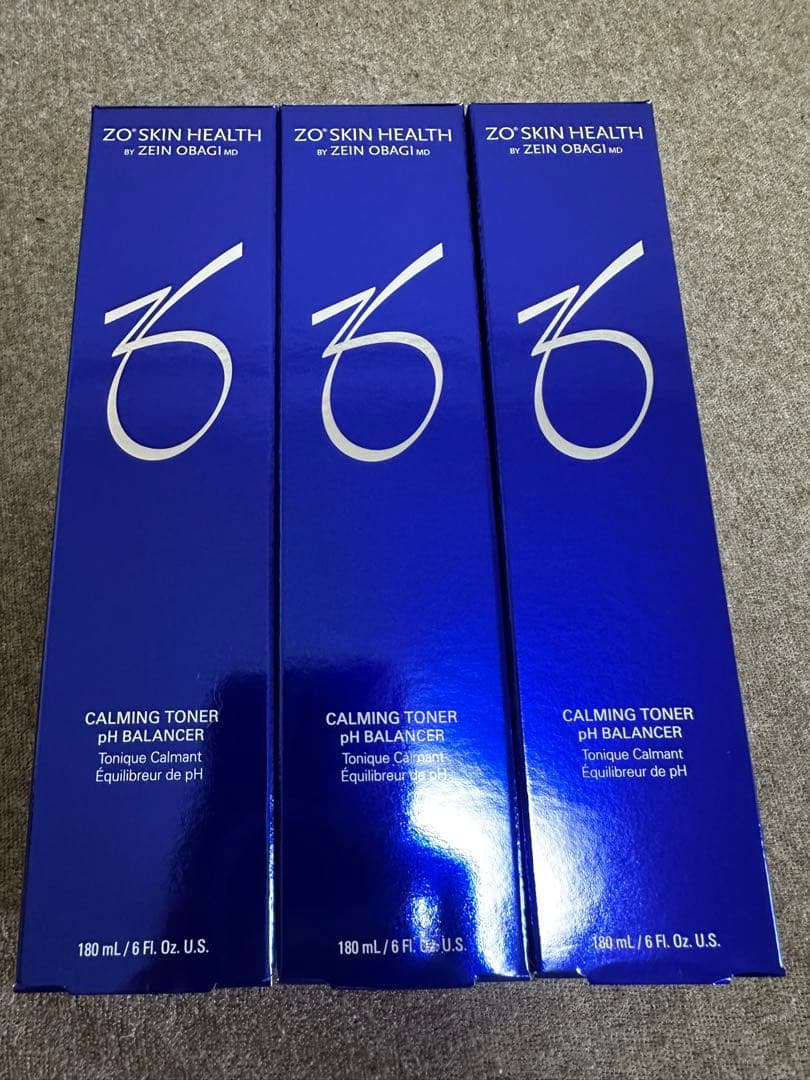 ZO® SKIN HEALTH
BY ZEIN OBAGI MD
CALMING TONER
pH BALANCER
Tonique Calmant
Équilibreur de pH
180 mL / 6 Fl. Oz. U.S.
ZO® SKIN HEALTH
BY ZEIN OBAGI MD
CALMING TONER
pH BALANCER
Tonique Calmant
Équilibreur de pH
180 mL / 6 Fl. Oz. U.S.
ZO® SKIN HEALTH
BY ZEIN OBAGI MD
CALMING TONER
pH BALANCER
Tonique Calmant
Équilibreur de pH
180 mL / 6 Fl. Oz. U.S.